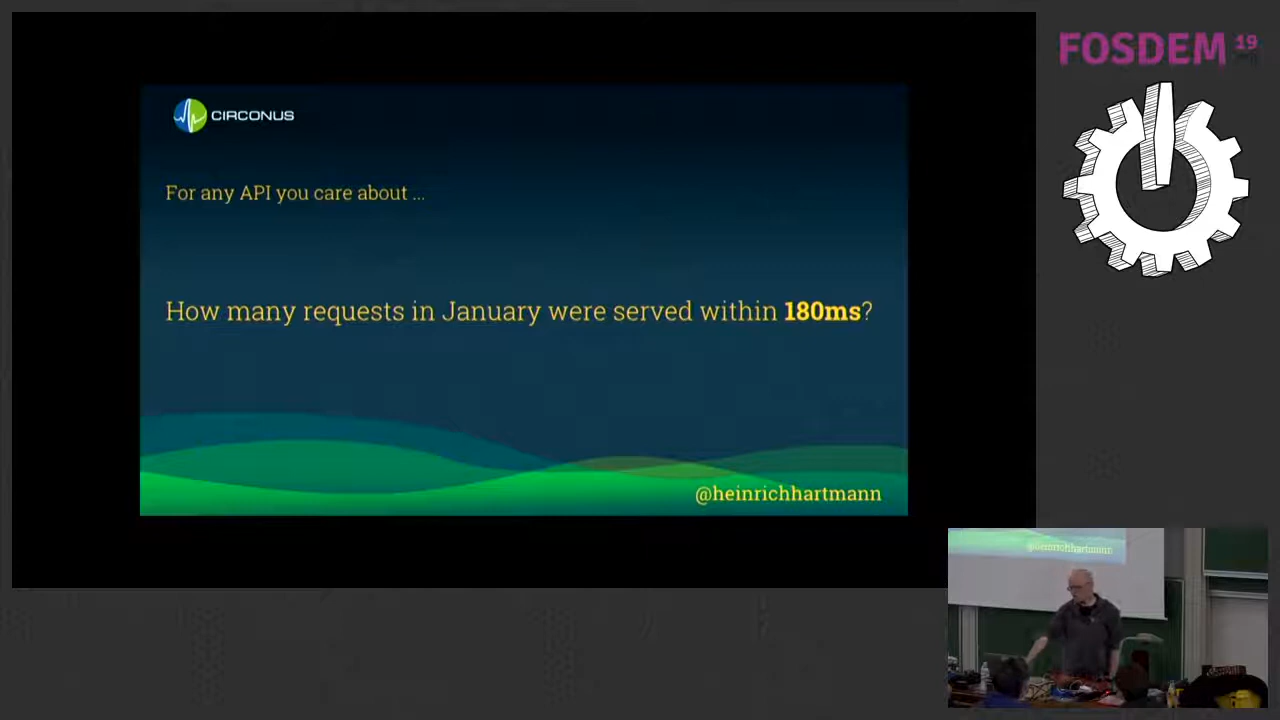 FOSDEM 19
CIRCONUS
For any API you care about ...
How many requests in January were served within 180ms?
@heinrichhartmann
@heinrichhartmann